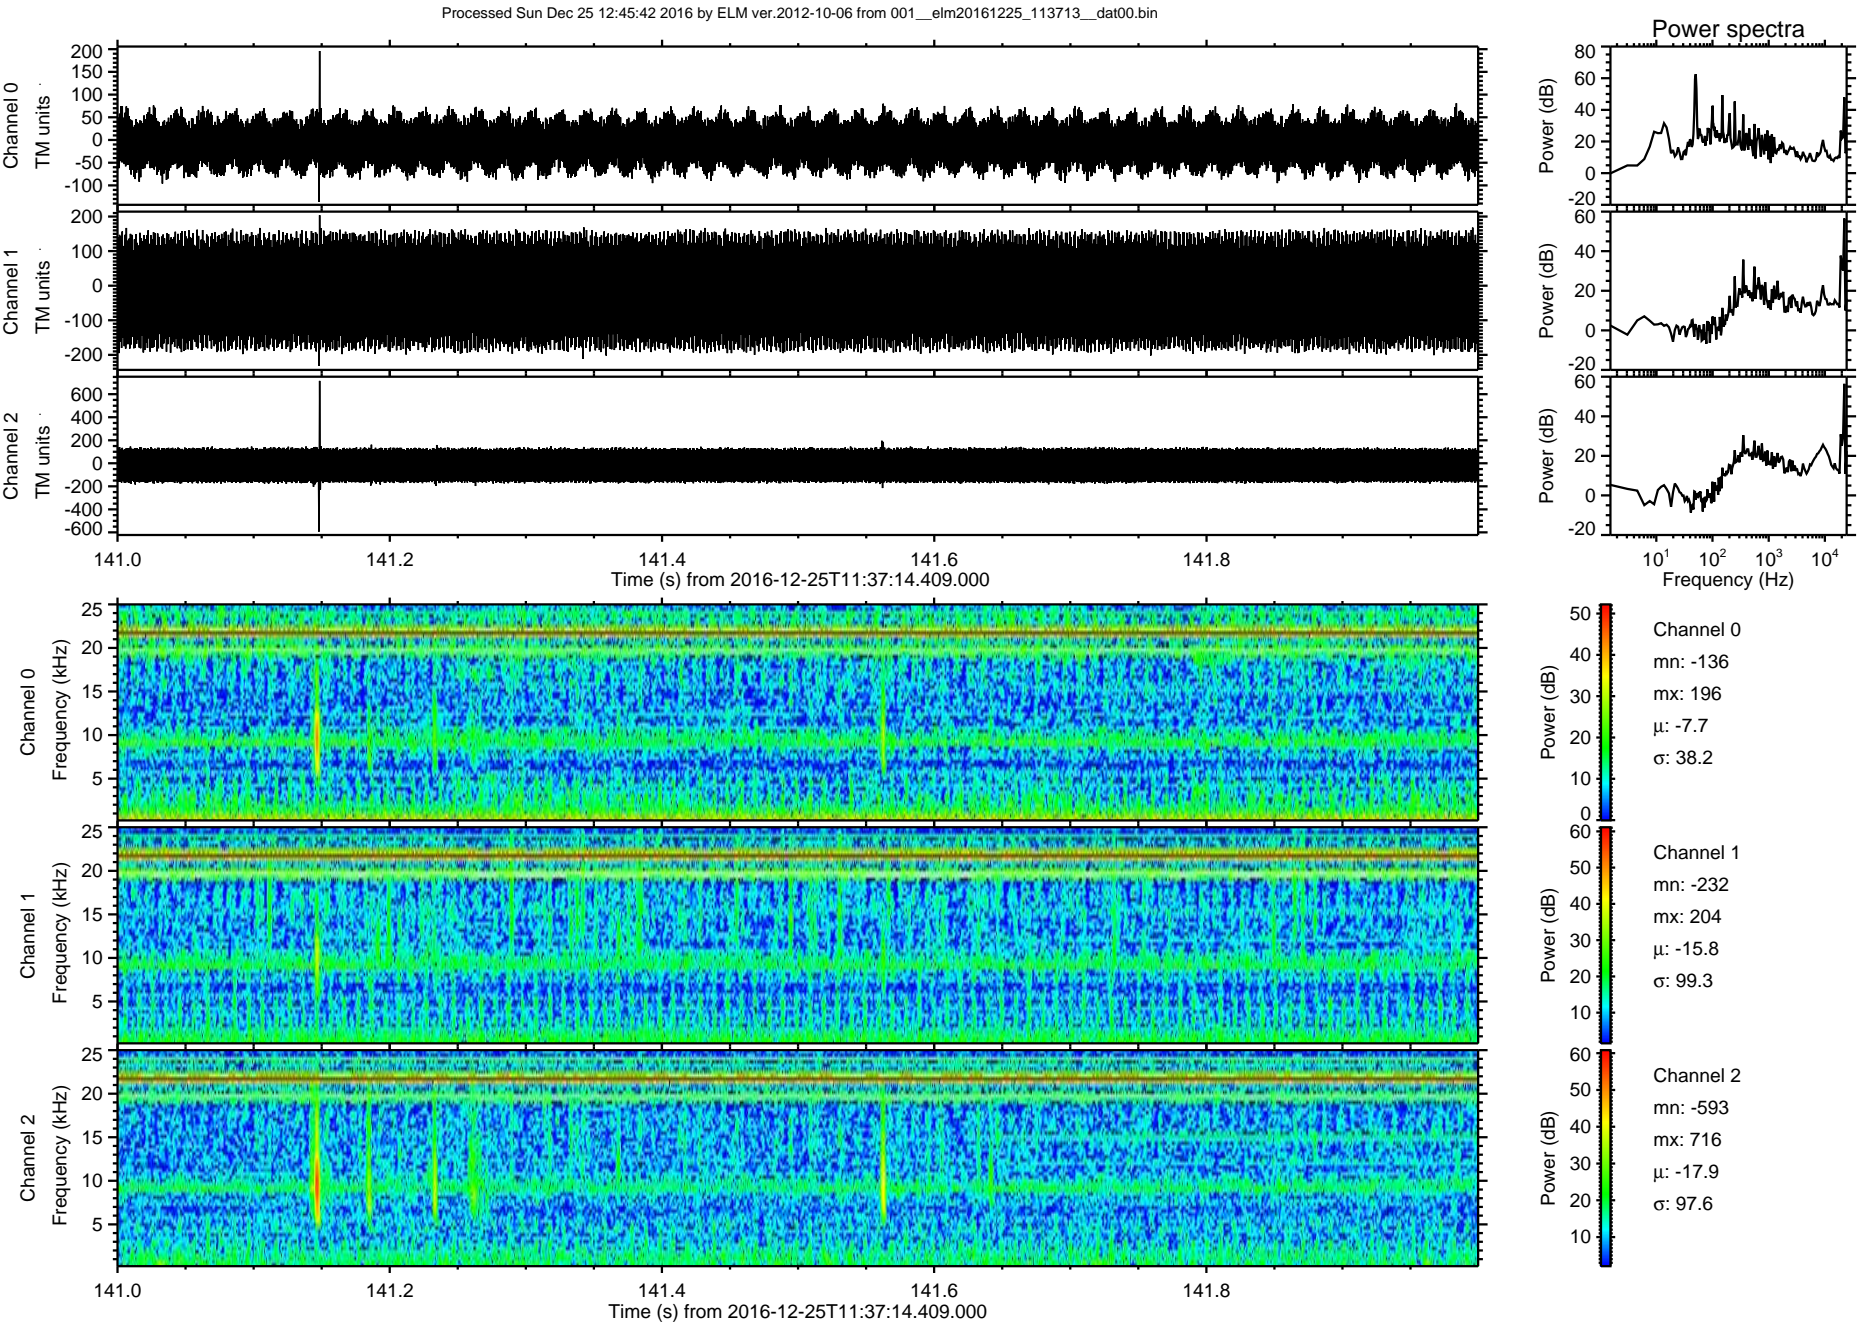 Processed Sun Dec 25 12:45:42 2016 by ELM ver.2012-10-06 from 001__elm20161225_113713__dat00.bin
Power spectra
Channel 0
TM units
200
150
100
50
0
-50
-100
Power (dB)
80
60
40
20
0
-20
Channel 1
TM units
200
100
0
-100
-200
Power (dB)
60
40
20
0
-20
Channel 2
TM units
600
400
200
0
-200
-400
-600
Power (dB)
60
40
20
0
-20
141.0 141.2 141.4 141.6 141.8
Time (s) from 2016-12-25T11:37:14.409.000
10¹ 10² 10³ 10⁴
Frequency (Hz)
Channel 0
Frequency (kHz)
25
20
15
10
5
Power (dB)
50
40
30
20
10
0
Channel 0
mn: -136
mx: 196
μ: -7.7
σ: 38.2
Channel 1
Frequency (kHz)
25
20
15
10
5
Power (dB)
60
50
40
30
20
10
Channel 1
mn: -232
mx: 204
μ: -15.8
σ: 99.3
Channel 2
Frequency (kHz)
25
20
15
10
5
Power (dB)
60
50
40
30
20
10
Channel 2
mn: -593
mx: 716
μ: -17.9
σ: 97.6
141.0 141.2 141.4 141.6 141.8
Time (s) from 2016-12-25T11:37:14.409.000